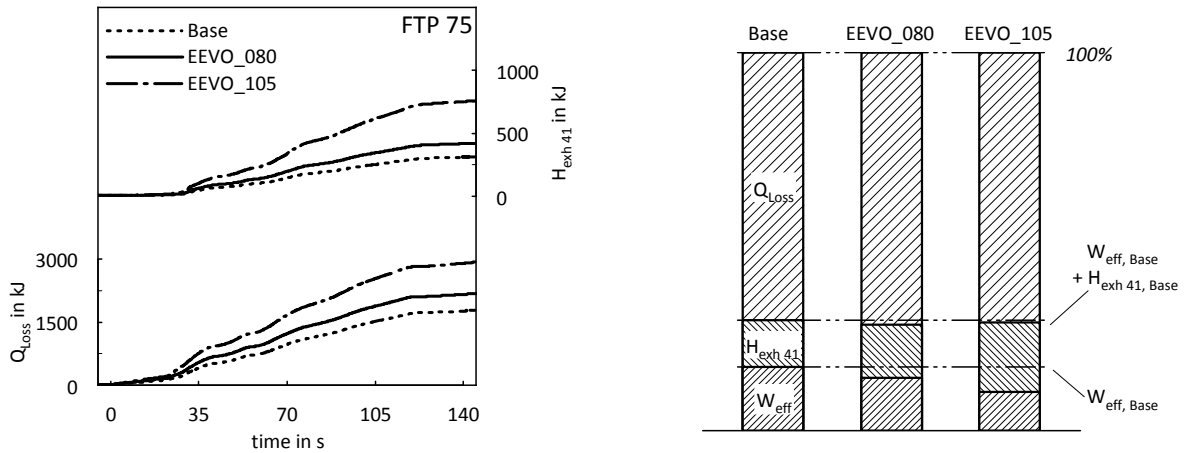 FTP 75
Base
EEVO_080
EEVO_105
1000
500
0
H_exh 41 in kJ
3000
1500
0
Q_Loss in kJ
0 35 70 105 140
time in s
Base EEVO_080 EEVO_105
100%
Q_Loss
H_exh 41
W_eff
W_eff, Base
+ H_exh 41, Base
W_eff, Base